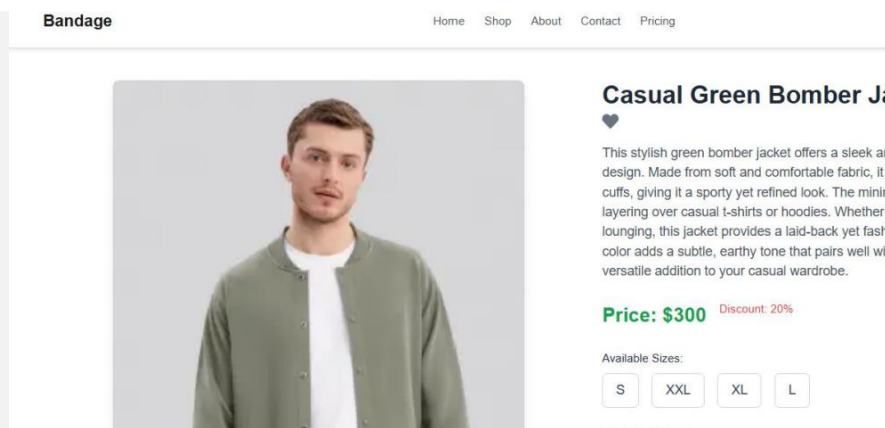 Bandage
Home Shop About Contact Pricing
Casual Green Bomber Ja
This stylish green bomber jacket offers a sleek a
design. Made from soft and comfortable fabric, it
cuffs, giving it a sporty yet refined look. The mini
layering over casual t-shirts or hoodies. Whether
lounging, this jacket provides a laid-back yet fash
color adds a subtle, earthy tone that pairs well wi
versatile addition to your casual wardrobe.
Price: $300 Discount: 20%
Available Sizes:
S XXL XL L